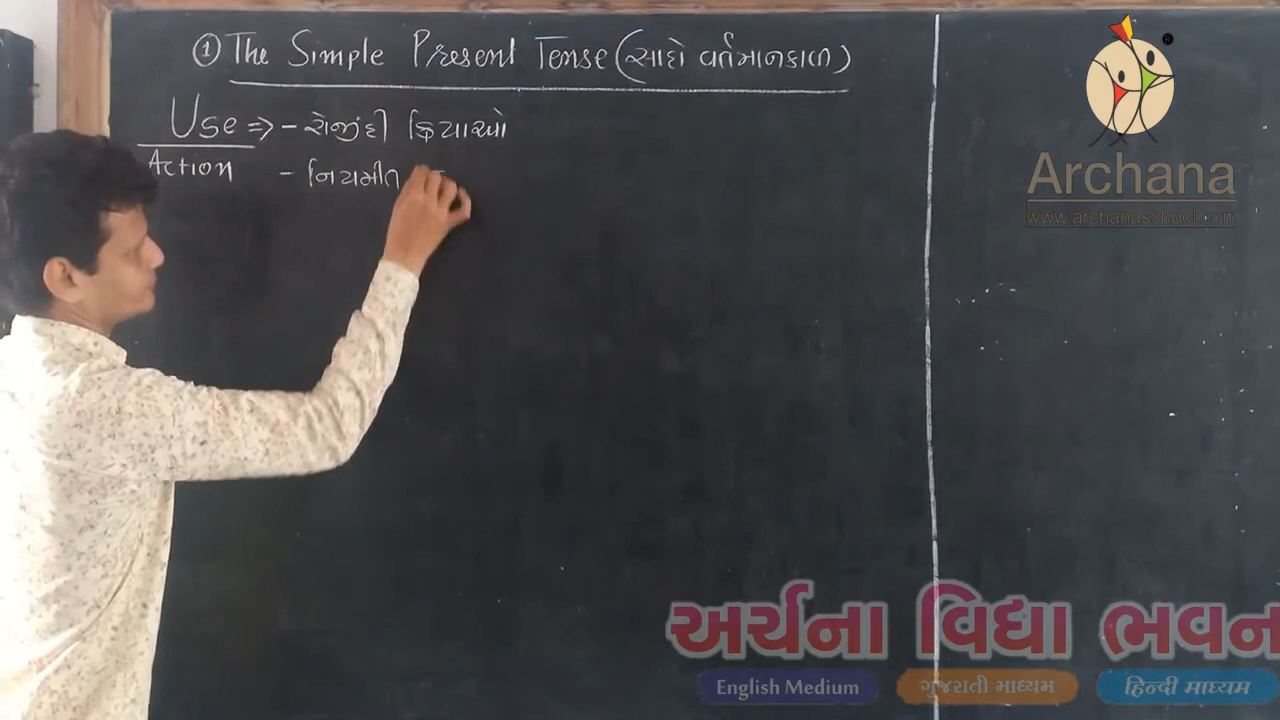 ① The Simple Present Tense (સાદો વર્તમાનકાળ)
Use ⇒ - રોજીંદી ક્રિયાઓ
Action - નિયમીત
Archana
www.archanaschool.com
અર્ચના વિદ્યા ભવન
English Medium
ગુજરાતી માધ્યમ
हिन्दी माध्यम